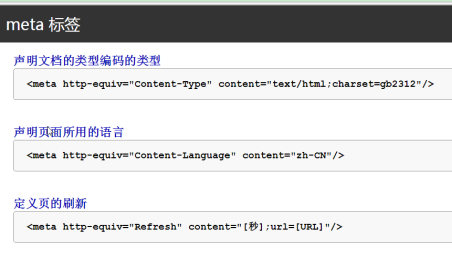 meta 标签
声明文档的类型编码的类型
<meta http-equiv="Content-Type" content="text/html;charset=gb2312"/>
声明页面所用的语言
<meta http-equiv="Content-Language" content="zh-CN"/>
定义页的刷新
<meta http-equiv="Refresh" content="[秒];url=[URL]"/>